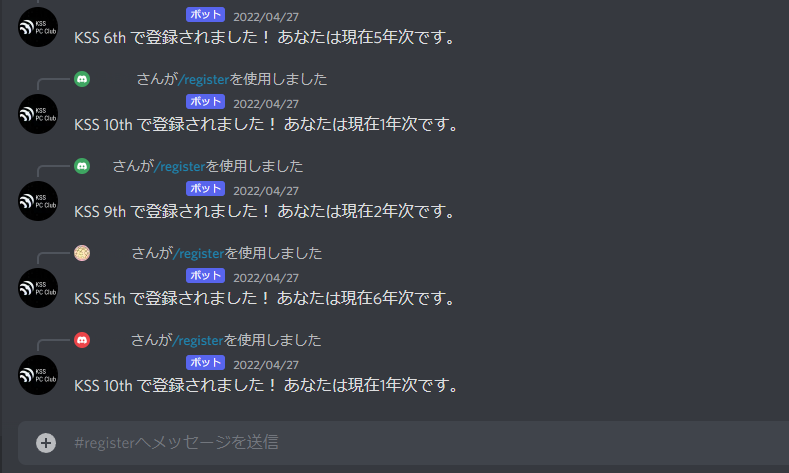 ボット 2022/04/27
KSS PC Club
KSS 6th で登録されました！ あなたは現在5年次です。
さんが/registerを使用しました
ボット 2022/04/27
KSS PC Club
KSS 10th で登録されました！ あなたは現在1年次です。
さんが/registerを使用しました
ボット 2022/04/27
KSS PC Club
KSS 9th で登録されました！ あなたは現在2年次です。
さんが/registerを使用しました
ボット 2022/04/27
KSS PC Club
KSS 5th で登録されました！ あなたは現在6年次です。
さんが/registerを使用しました
ボット 2022/04/27
KSS PC Club
KSS 10th で登録されました！ あなたは現在1年次です。
#registerへメッセージを送信